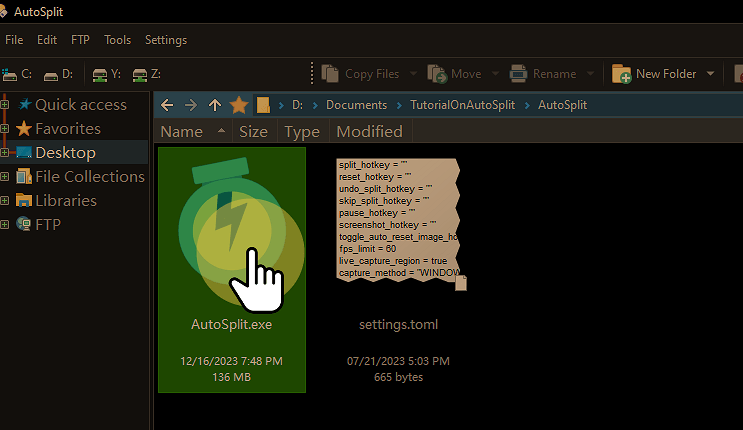 AutoSplit
File Edit FTP Tools Settings
C: D: Y: Z: Copy Files Move Rename New Folder
Quick access
Favorites
Desktop
File Collections
Libraries
FTP
D: Documents TutorialOnAutoSplit AutoSplit
Name Size Type Modified
AutoSplit.exe
12/16/2023 7:48 PM
136 MB
split_hotkey = ""
reset_hotkey = ""
undo_split_hotkey = ""
skip_split_hotkey = ""
pause_hotkey = ""
screenshot_hotkey = ""
toggle_auto_reset_image_ho
fps_limit = 60
live_capture_region = true
capture_method = "WINDOW
settings.toml
07/21/2023 5:03 PM
665 bytes